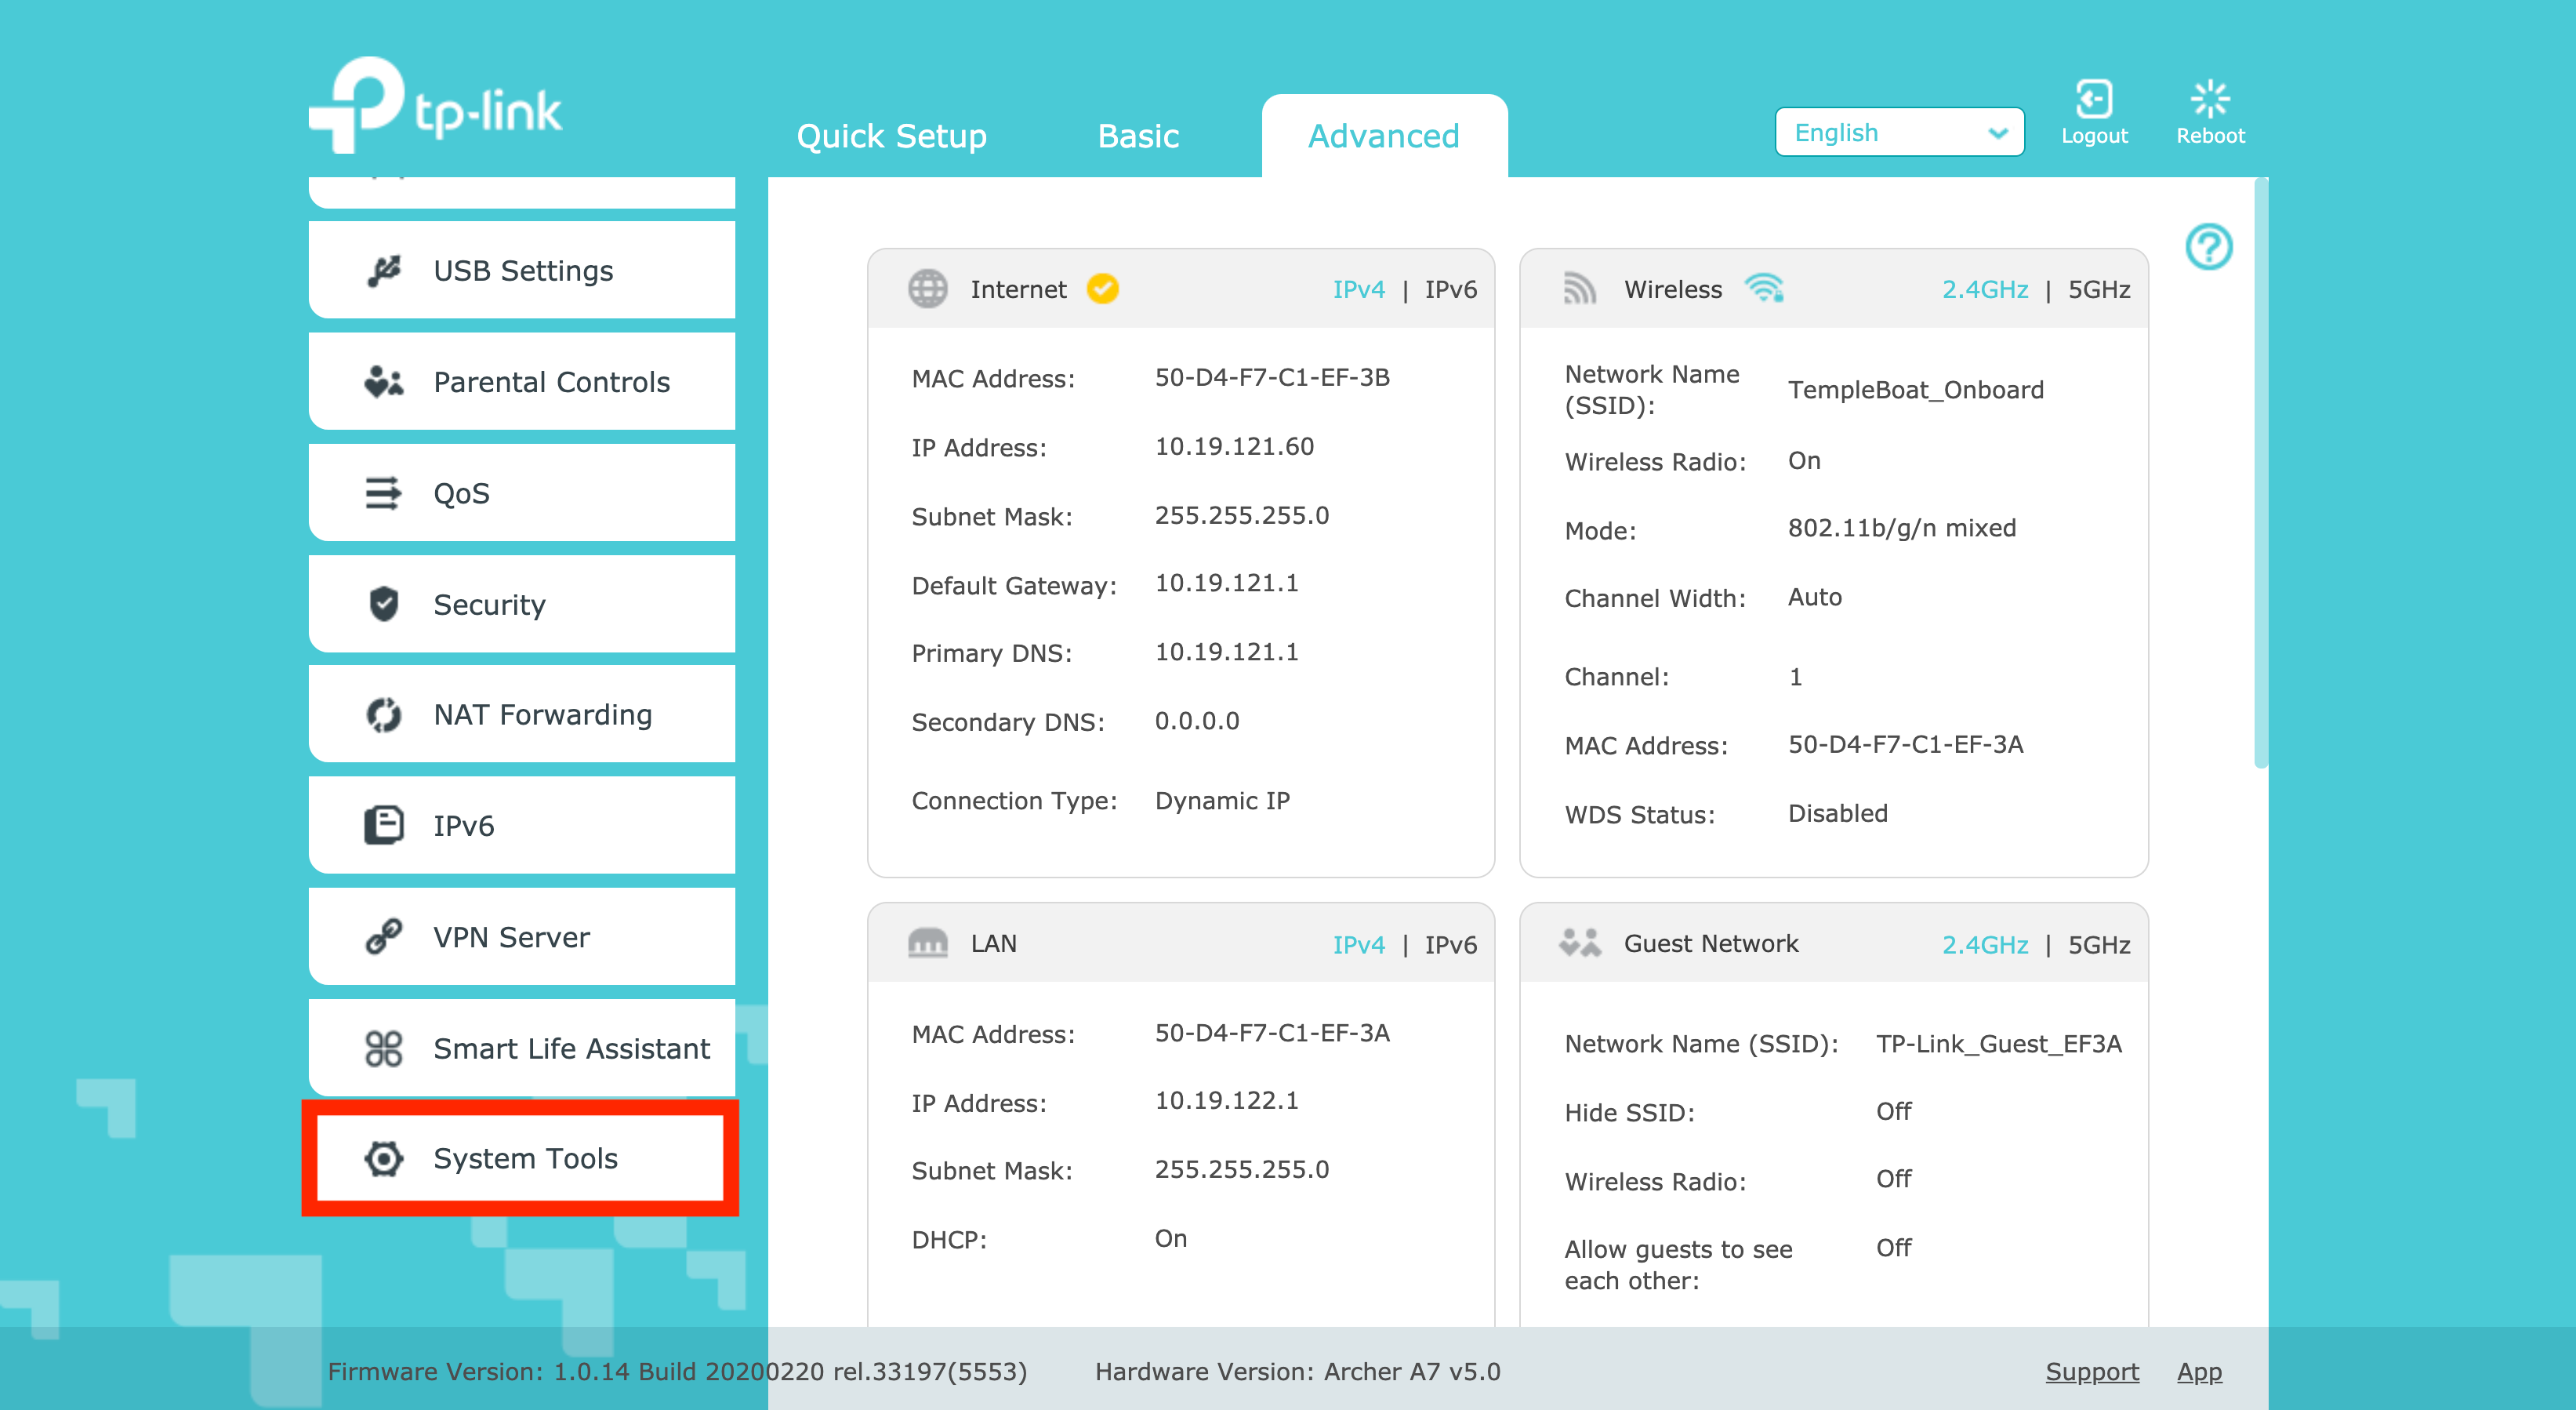 tp-link
Quick Setup
Basic
Advanced
English
Logout
Reboot
USB Settings
Parental Controls
QoS
Security
NAT Forwarding
IPv6
VPN Server
Smart Life Assistant
System Tools
Internet
IPv4 | IPv6
MAC Address: 50-D4-F7-C1-EF-3B
IP Address: 10.19.121.60
Subnet Mask: 255.255.255.0
Default Gateway: 10.19.121.1
Primary DNS: 10.19.121.1
Secondary DNS: 0.0.0.0
Connection Type: Dynamic IP
Wireless
2.4GHz | 5GHz
Network Name
(SSID):
TempleBoat_Onboard
Wireless Radio: On
Mode: 802.11b/g/n mixed
Channel Width: Auto
Channel: 1
MAC Address: 50-D4-F7-C1-EF-3A
WDS Status: Disabled
LAN
IPv4 | IPv6
MAC Address: 50-D4-F7-C1-EF-3A
IP Address: 10.19.122.1
Subnet Mask: 255.255.255.0
DHCP: On
Guest Network
2.4GHz | 5GHz
Network Name (SSID): TP-Link_Guest_EF3A
Hide SSID: Off
Wireless Radio: Off
Allow guests to see Off
each other:
Firmware Version: 1.0.14 Build 20200220 rel.33197(5553)
Hardware Version: Archer A7 v5.0
Support
App